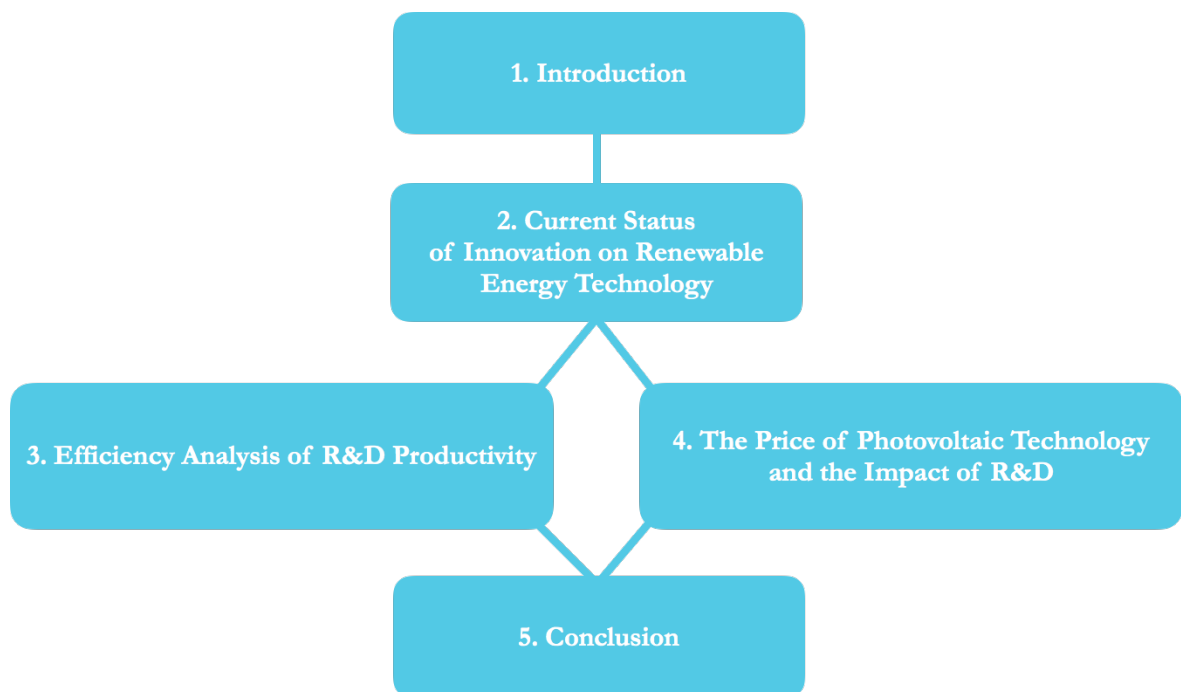 1. Introduction
2. Current Status
of Innovation on Renewable
Energy Technology
3. Efficiency Analysis of R&D Productivity
4. The Price of Photovoltaic Technology
and the Impact of R&D
5. Conclusion